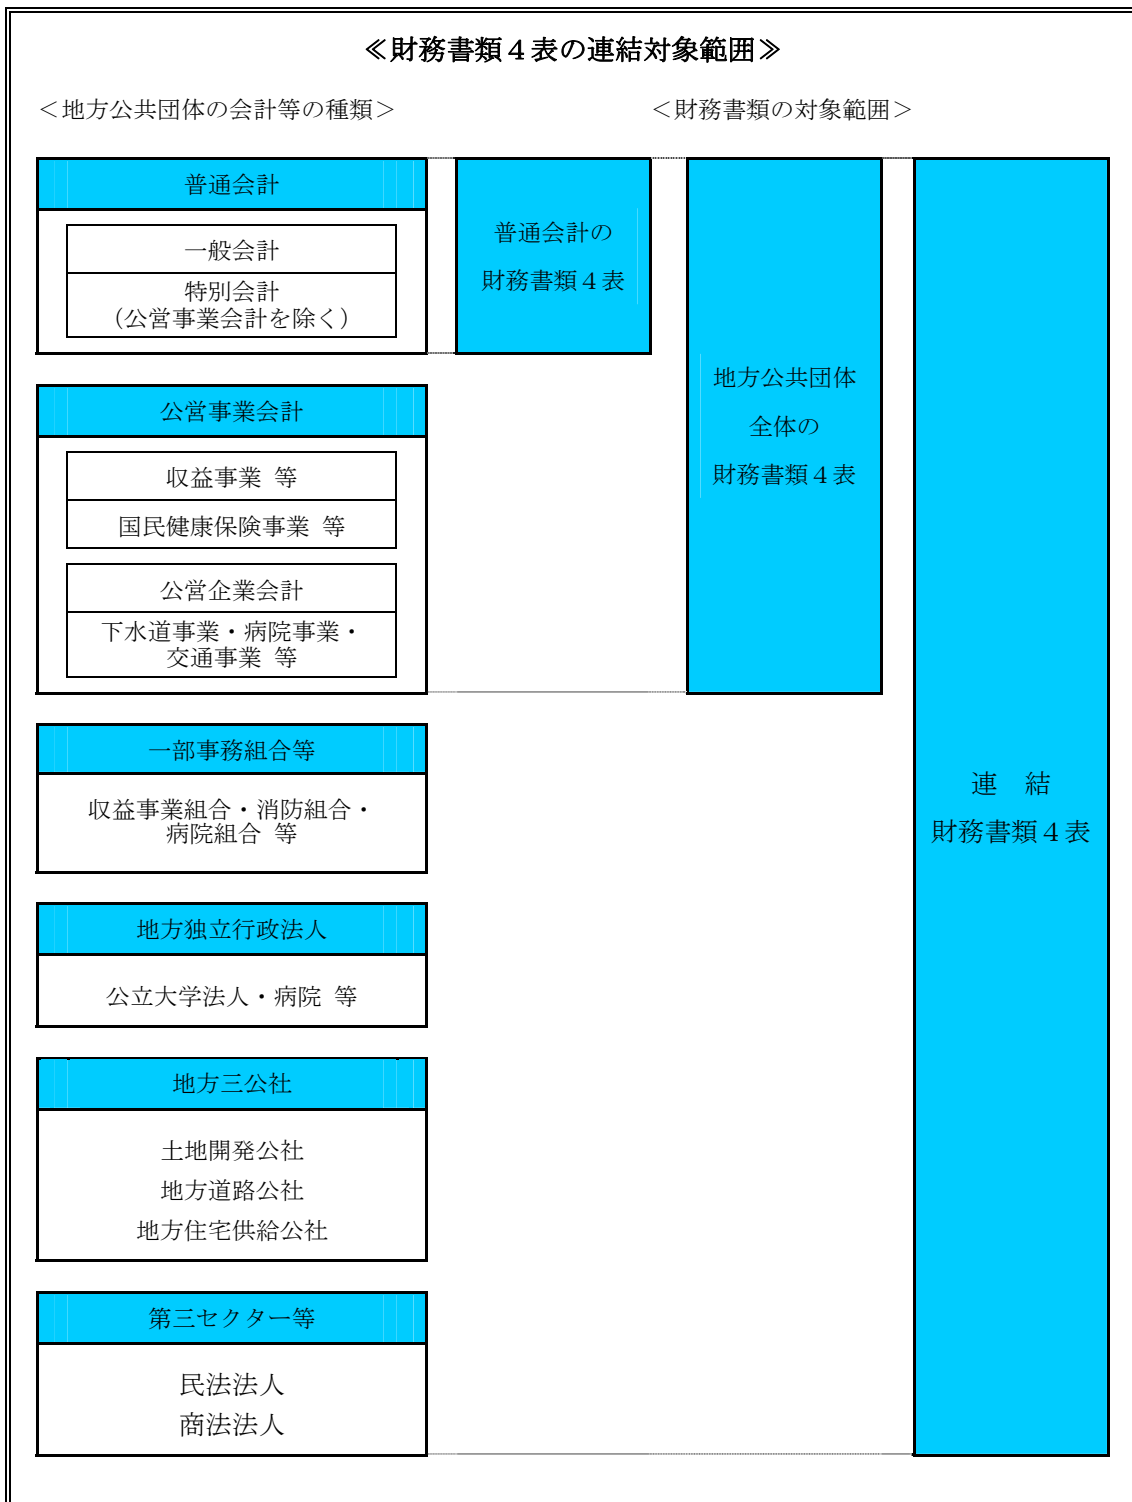 ≪財務書類４表の連結対象範囲≫
＜地方公共団体の会計等の種類＞
＜財務書類の対象範囲＞
普通会計
一般会計
特別会計
（公営事業会計を除く）
普通会計の
財務書類４表
地方公共団体
全体の
財務書類４表
連　結
財務書類４表
公営事業会計
収益事業 等
国民健康保険事業 等
公営企業会計
下水道事業・病院事業・
交通事業 等
一部事務組合等
収益事業組合・消防組合・
病院組合 等
地方独立行政法人
公立大学法人・病院 等
地方三公社
土地開発公社
地方道路公社
地方住宅供給公社
第三セクター等
民法法人
商法法人